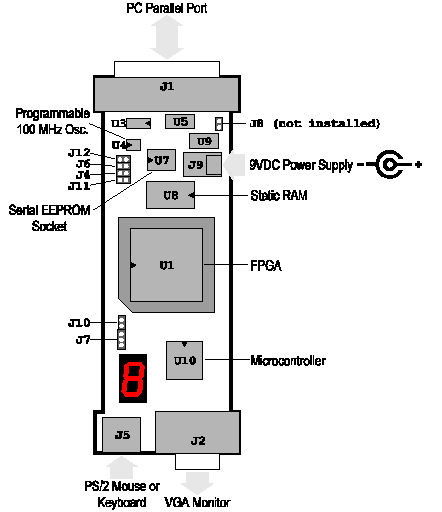 PC Parallel Port
J1
Programmable
100 MHz Osc.
U3
U5
J8 (not installed)
U4
U9
J12
J6
J4
J11
U7
J9
9VDC Power Supply - +
U8
Static RAM
Serial EEPROM
Socket
U1
FPGA
J10
J7
U10
Microcontroller
8
J5
J2
PS/2 Mouse or
Keyboard
VGA Monitor